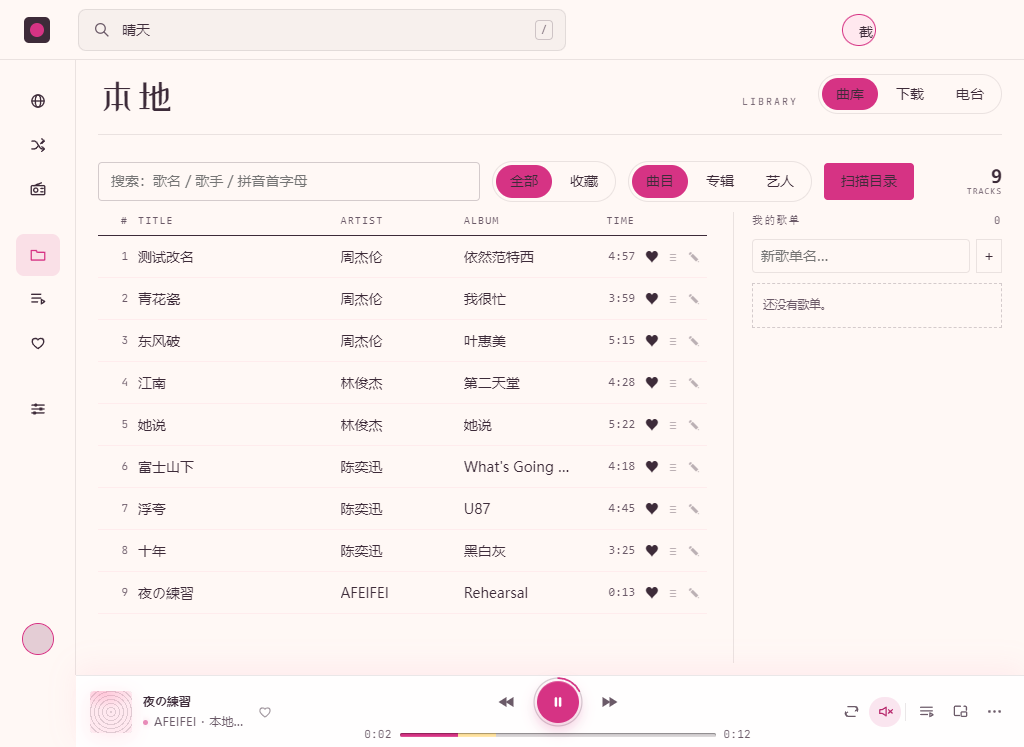 晴天 /
截
本地
LIBRARY 曲库 下载 电台
搜索: 歌名 / 歌手 / 拼音首字母 全部 收藏 曲目 专辑 艺人 扫描目录 9
TRACKS
# TITLE ARTIST ALBUM TIME
1 测试改名 周杰伦 依然范特西 4:57
2 青花瓷 周杰伦 我很忙 3:59
3 东风破 周杰伦 叶惠美 5:15
4 江南 林俊杰 第二天堂 4:28
5 她说 林俊杰 她说 5:22
6 富士山下 陈奕迅 What's Going ... 4:18
7 浮夸 陈奕迅 U87 4:45
8 十年 陈奕迅 黑白灰 3:25
9 夜の練習 AFEIFEI Rehearsal 0:13
我的歌单 0
新歌单名... +
还没有歌单。
夜の練習
AFEIFEI · 本地...
0:02 0:12